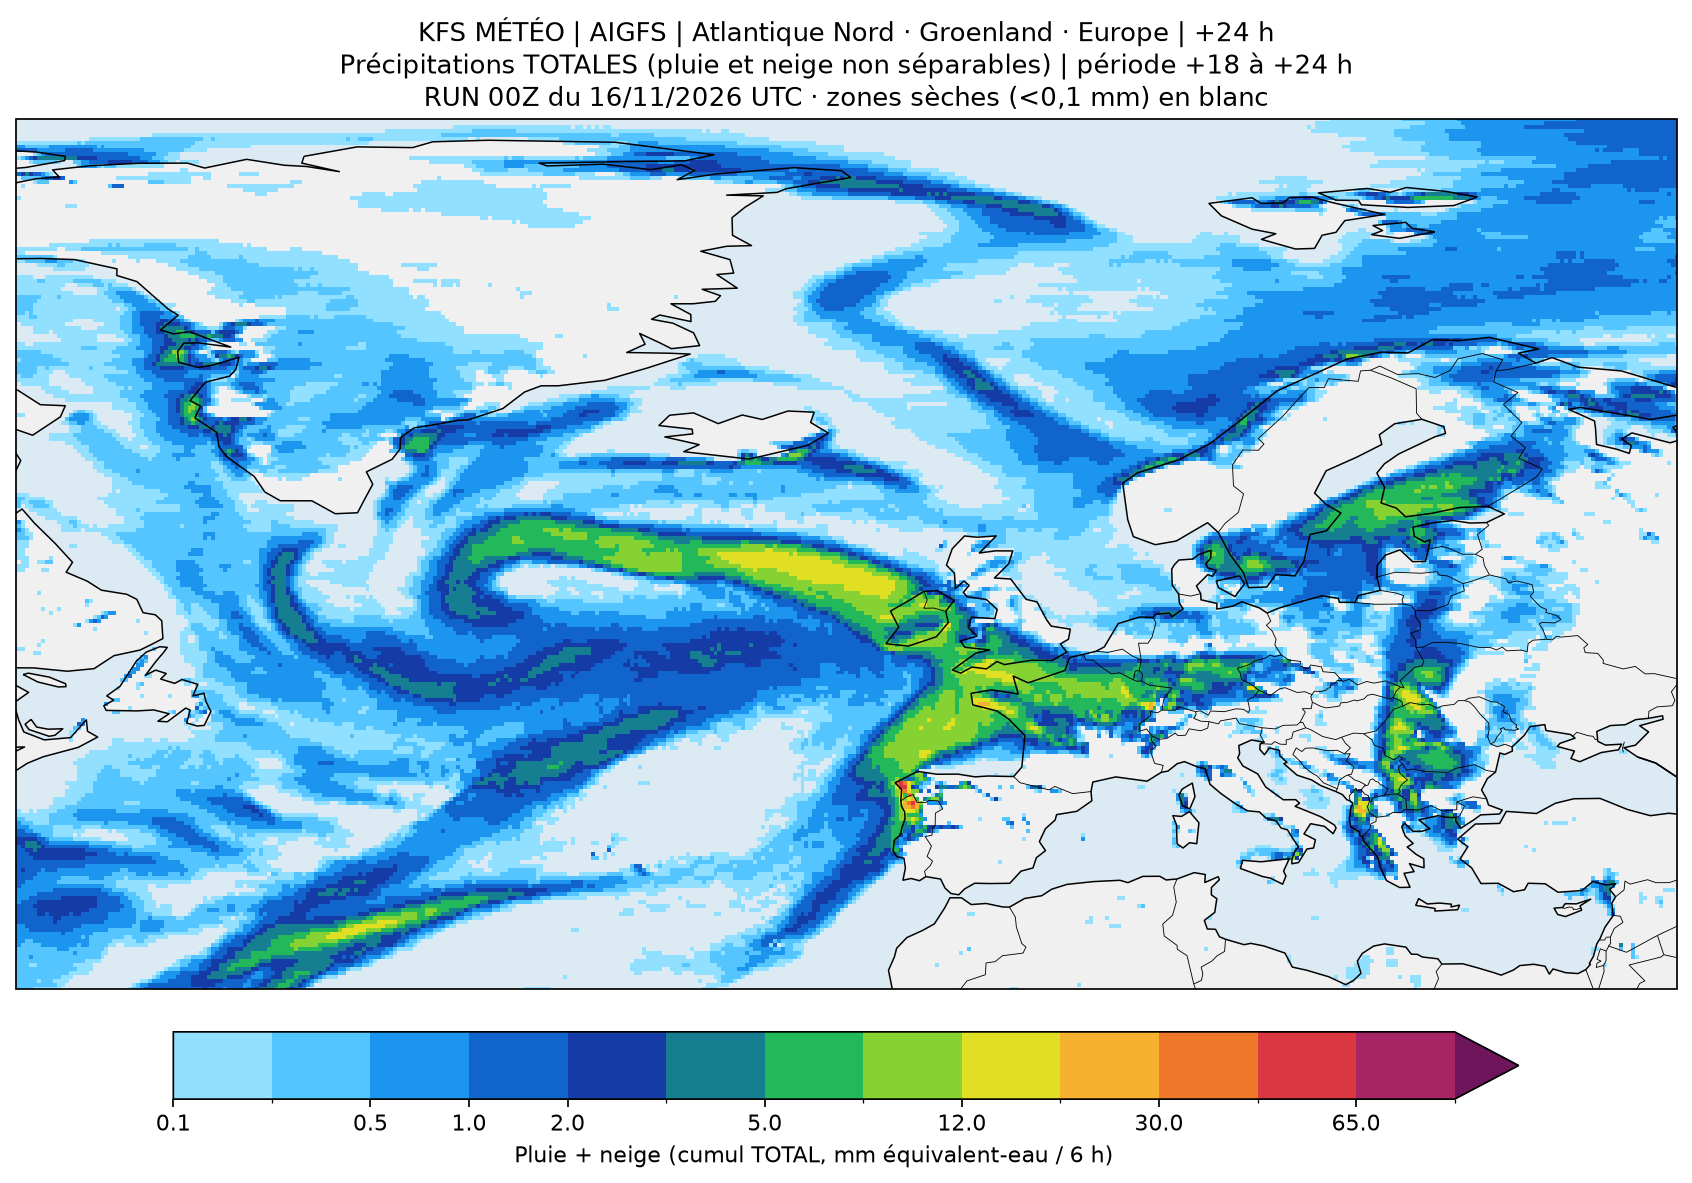 KFS MÉTÉO | AIGFS | Atlantique Nord · Groenland · Europe | +24 h
Précipitations TOTALES (pluie et neige non séparables) | période +18 à +24 h
RUN 00Z du 16/11/2026 UTC · zones sèches (<0,1 mm) en blanc
0.1 0.5 1.0 2.0 5.0 12.0 30.0 65.0
Pluie + neige (cumul TOTAL, mm équivalent-eau / 6 h)